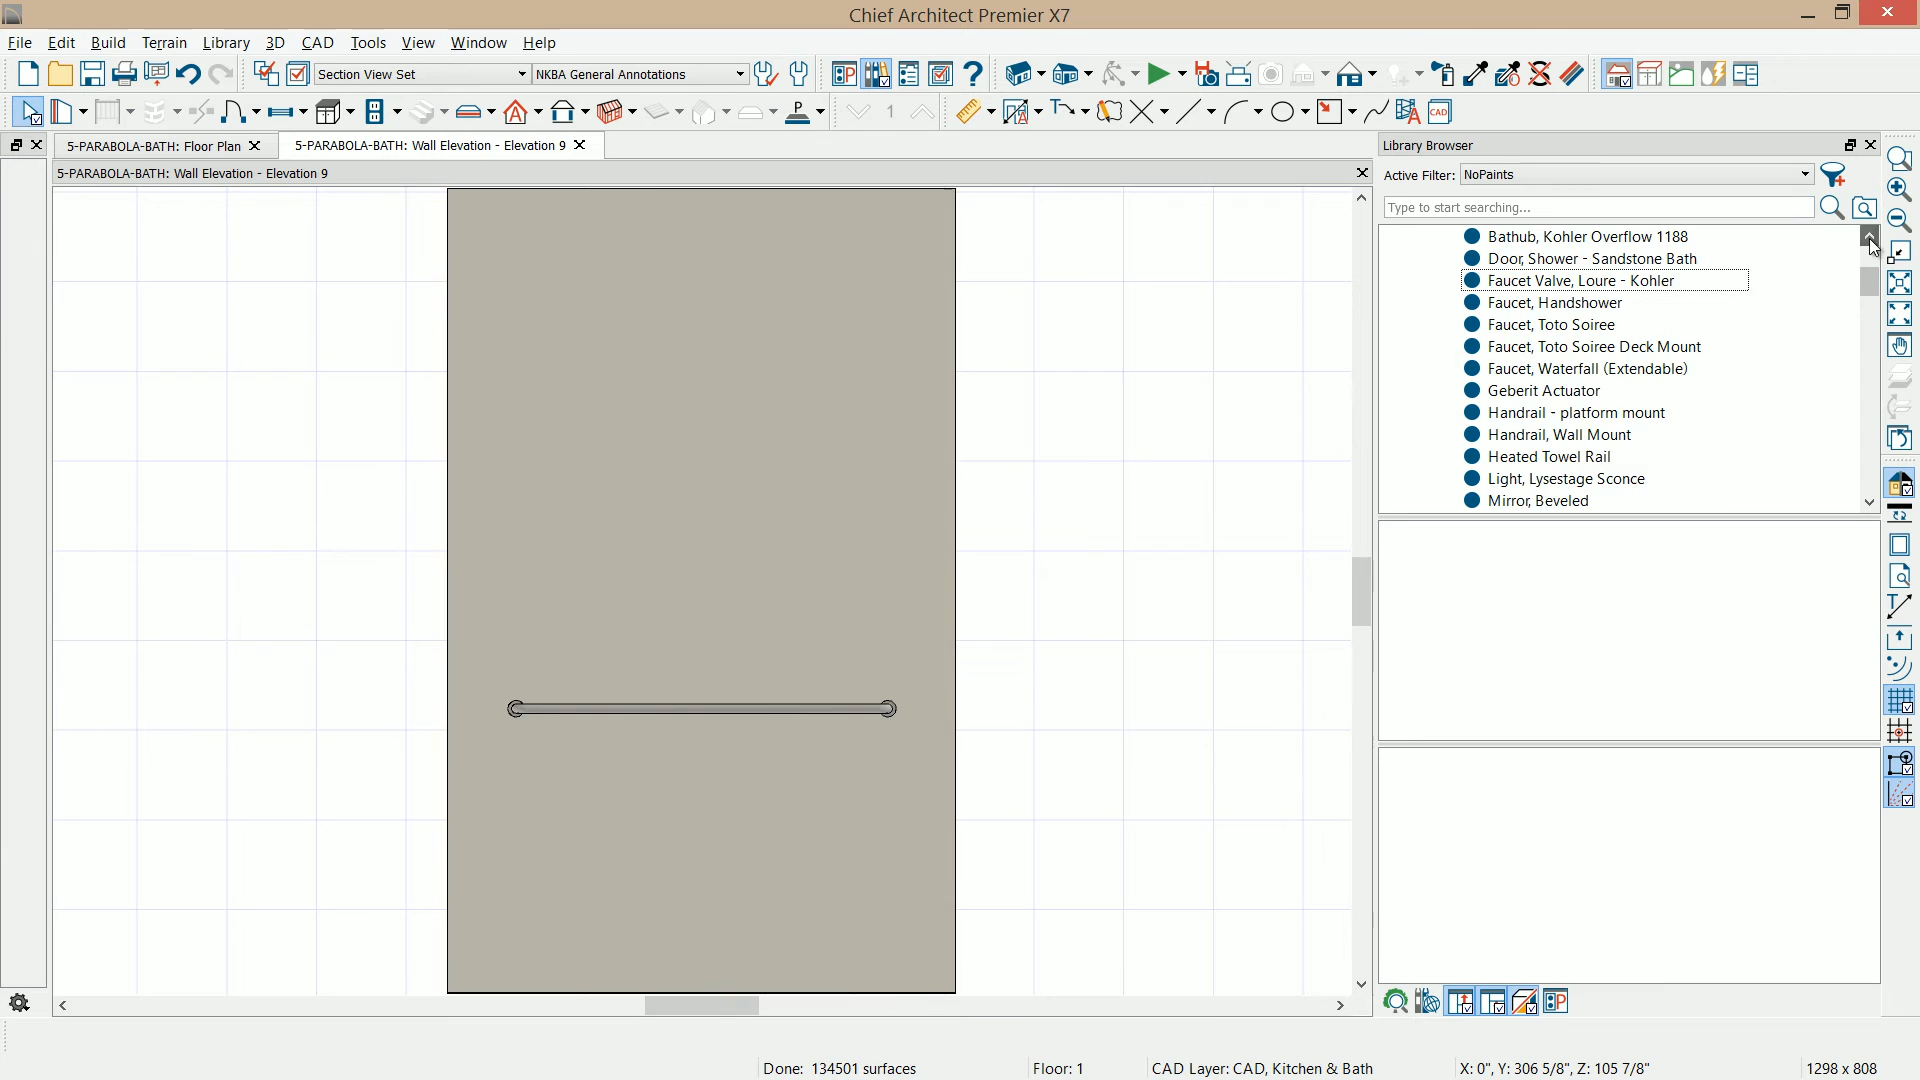 Chief Architect Premier X7
File Edit Build Terrain Library 3D CAD Tools View Window Help
Section View Set NKBA General Annotations
1
5-PARABOLA-BATH: Floor Plan 5-PARABOLA-BATH: Wall Elevation - Elevation 9
5-PARABOLA-BATH: Wall Elevation - Elevation 9
Library Browser
Active Filter: NoPaints
Type to start searching...
Bathub, Kohler Overflow 1188
Door, Shower - Sandstone Bath
Faucet Valve, Loure - Kohler
Faucet, Handshower
Faucet, Toto Soiree
Faucet, Toto Soiree Deck Mount
Faucet, Waterfall (Extendable)
Geberit Actuator
Handrail - platform mount
Handrail, Wall Mount
Heated Towel Rail
Light, Lysestage Sconce
Mirror, Beveled
Done: 134501 surfaces Floor: 1 CAD Layer: CAD, Kitchen & Bath X: 0", Y: 306 5/8", Z: 105 7/8" 1298 x 808